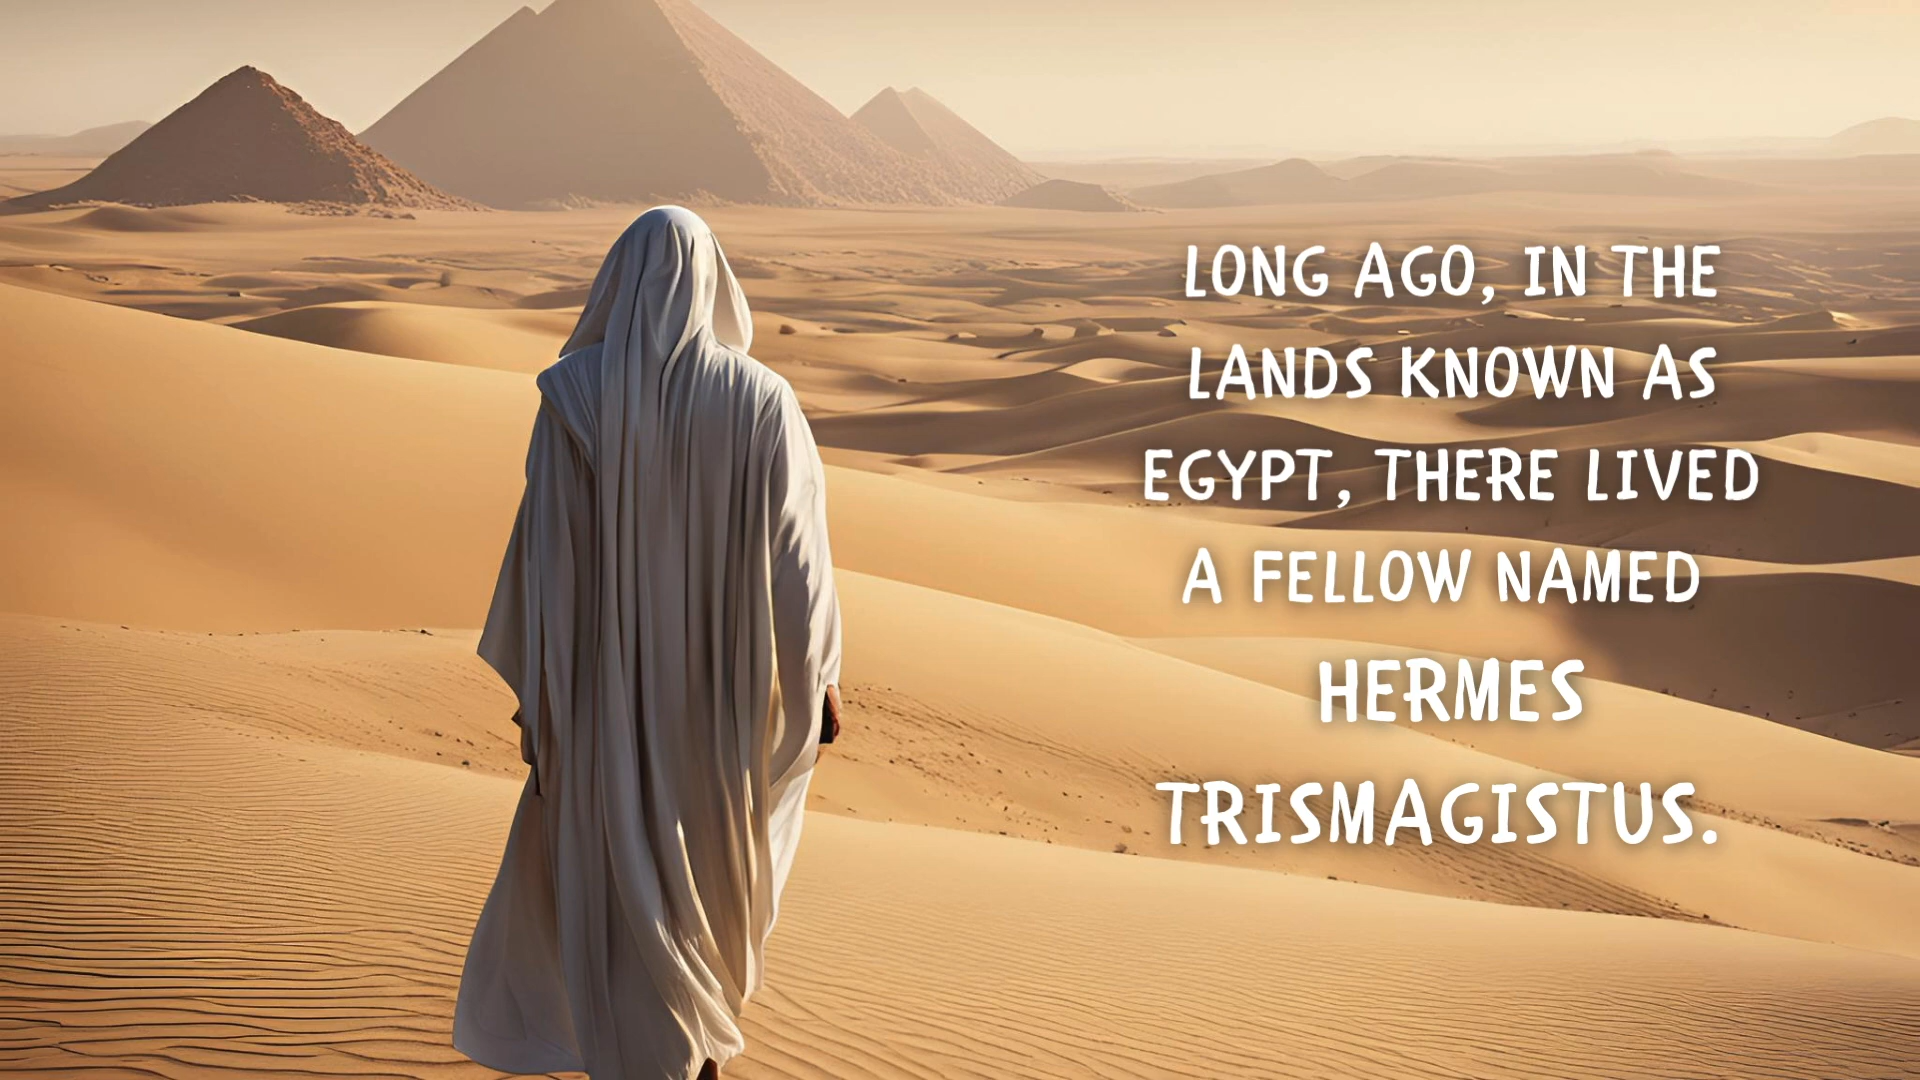 LONG AGO, IN THE
LANDS KNOWN AS
EGYPT, THERE LIVED
A FELLOW NAMED
HERMES
TRISMAGISTUS.